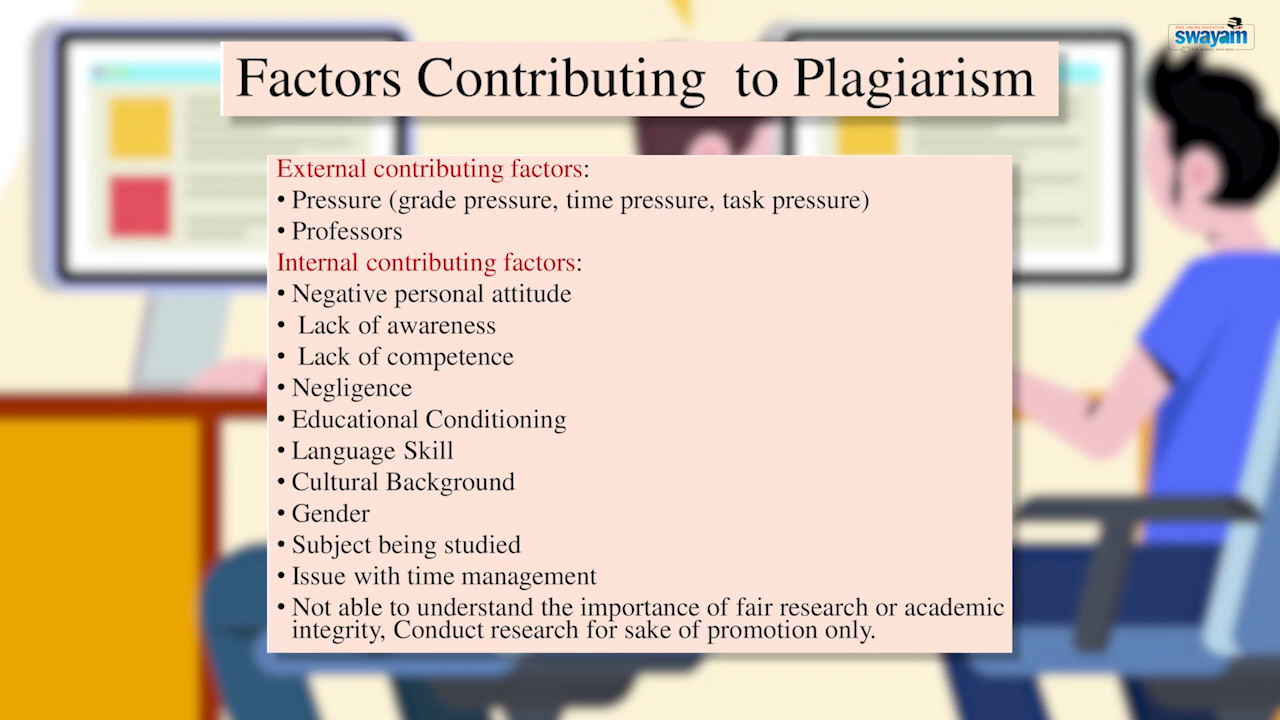 swayam
Factors Contributing to Plagiarism
External contributing factors:
• Pressure (grade pressure, time pressure, task pressure)
• Professors
Internal contributing factors:
• Negative personal attitude
• Lack of awareness
• Lack of competence
• Negligence
• Educational Conditioning
• Language Skill
• Cultural Background
• Gender
• Subject being studied
• Issue with time management
• Not able to understand the importance of fair research or academic
integrity, Conduct research for sake of promotion only.